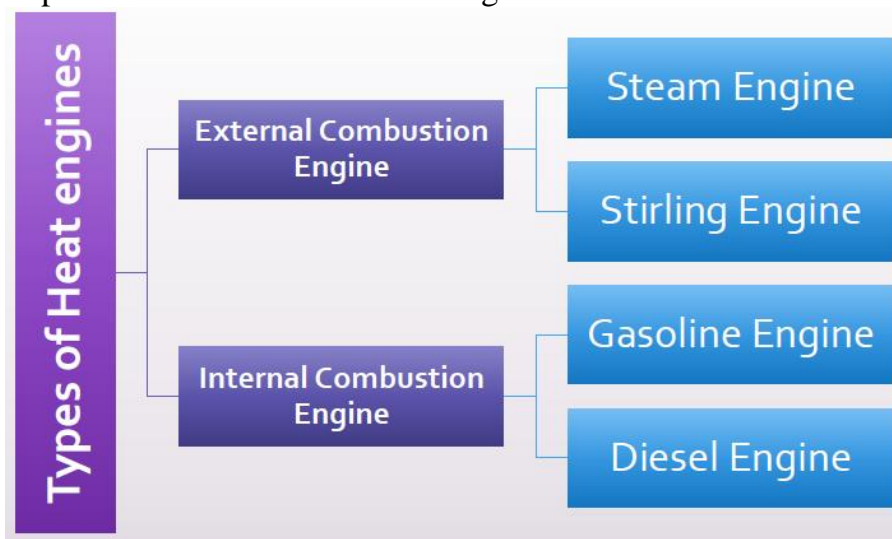 Types of Heat engines
External Combustion
Engine
Steam Engine
Stirling Engine
Internal Combustion
Engine
Gasoline Engine
Diesel Engine